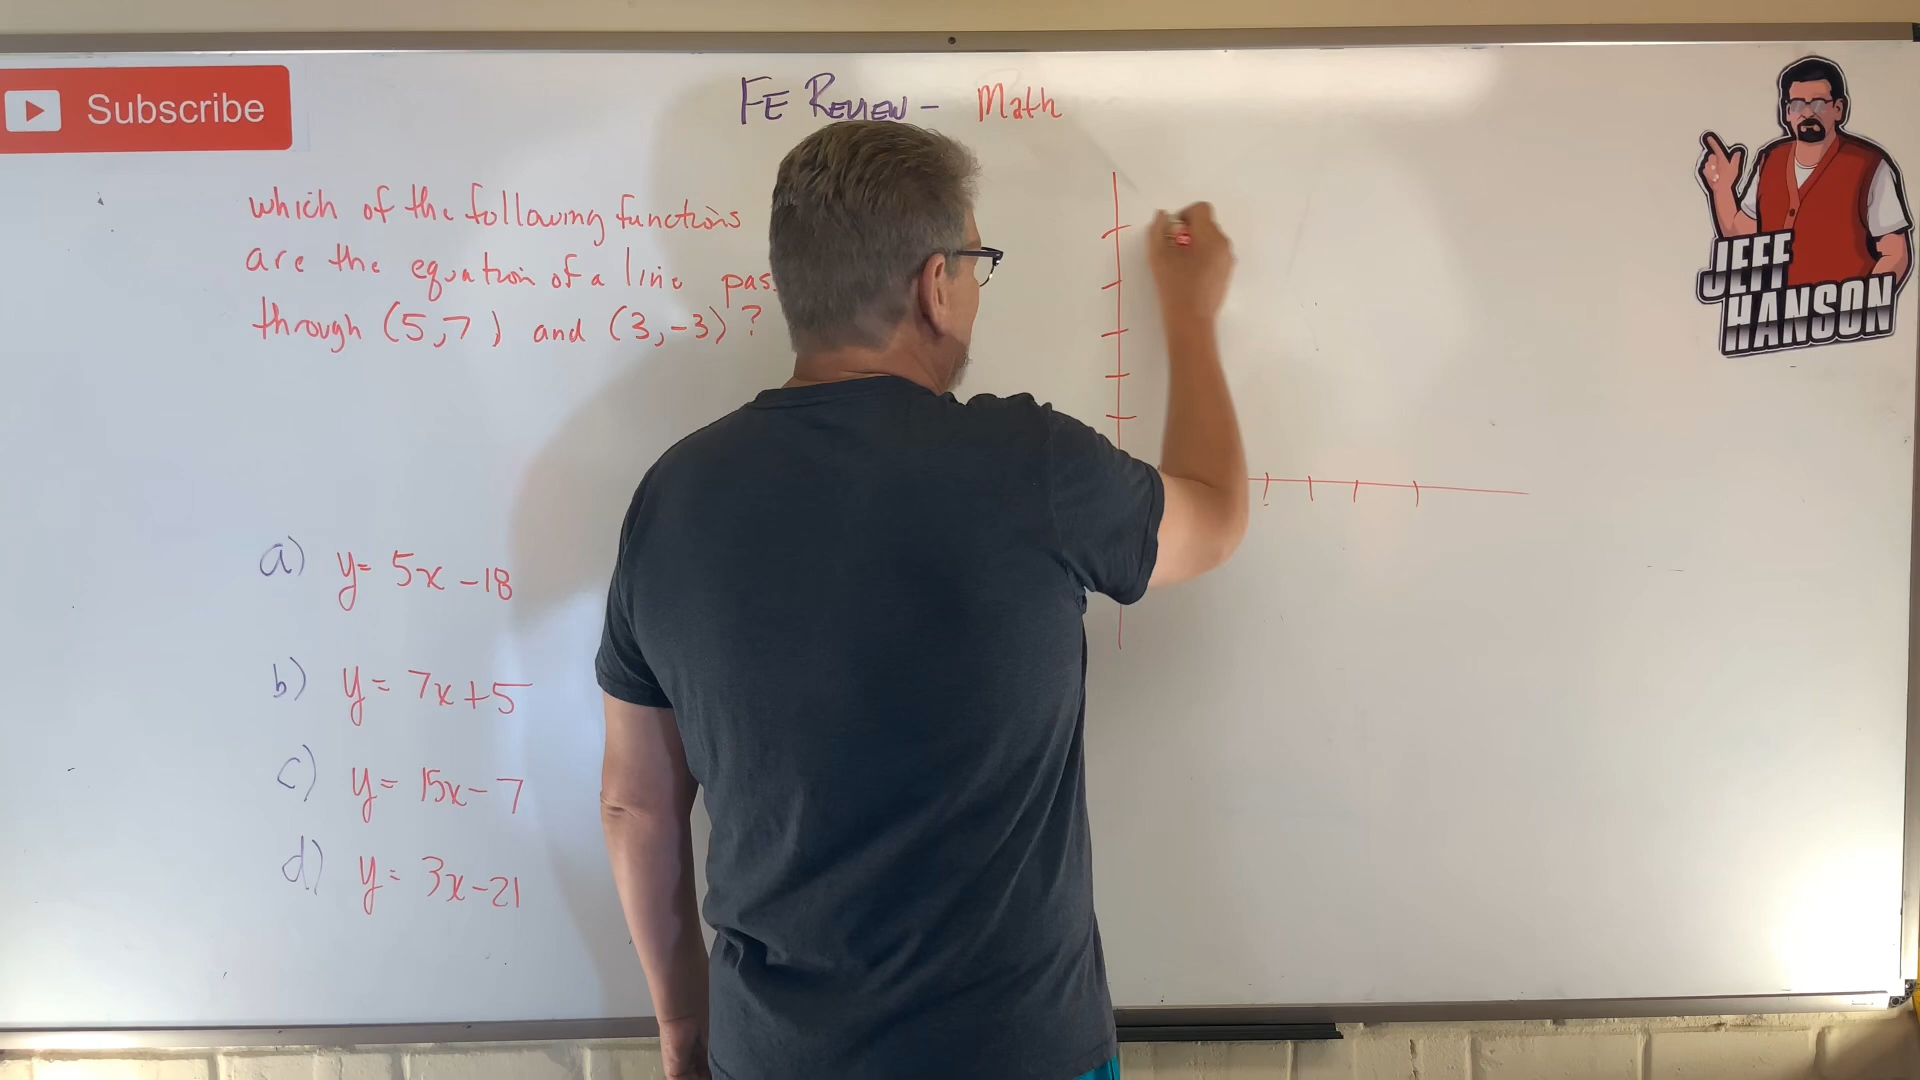 Subscribe
FE REVIEW - Math
which of the following functions
are the equation of a line pas
through (5,7) and (3,-3)?
a) y= 5x -18
b) y= 7x+5
c) y= 15x-7
d) y= 3x-21
JEFF
HANSON